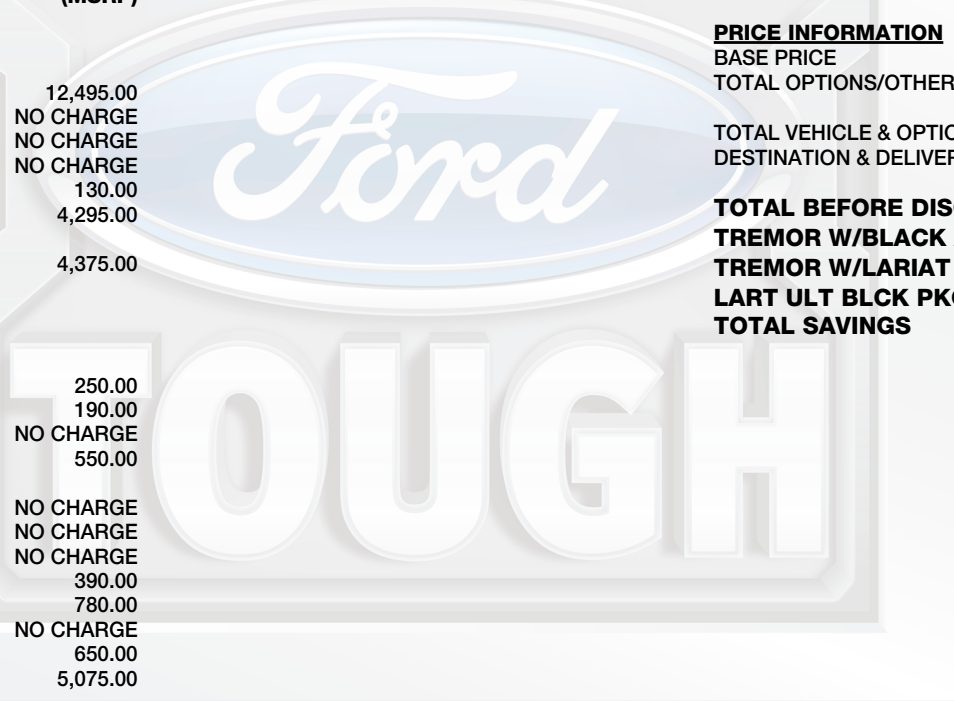 (MSRP)
12,495.00
NO CHARGE
NO CHARGE
NO CHARGE
130.00
4,295.00
4,375.00
250.00
190.00
NO CHARGE
550.00
NO CHARGE
NO CHARGE
NO CHARGE
390.00
780.00
NO CHARGE
650.00
5,075.00
PRICE INFORMATION
BASE PRICE
TOTAL OPTIONS/OTHER
TOTAL VEHICLE & OPTIO
DESTINATION & DELIVER
TOTAL BEFORE DIS
TREMOR W/BLACK
TREMOR W/LARIAT
LART ULT BLCK PK
TOTAL SAVINGS
Ford
TOUGH